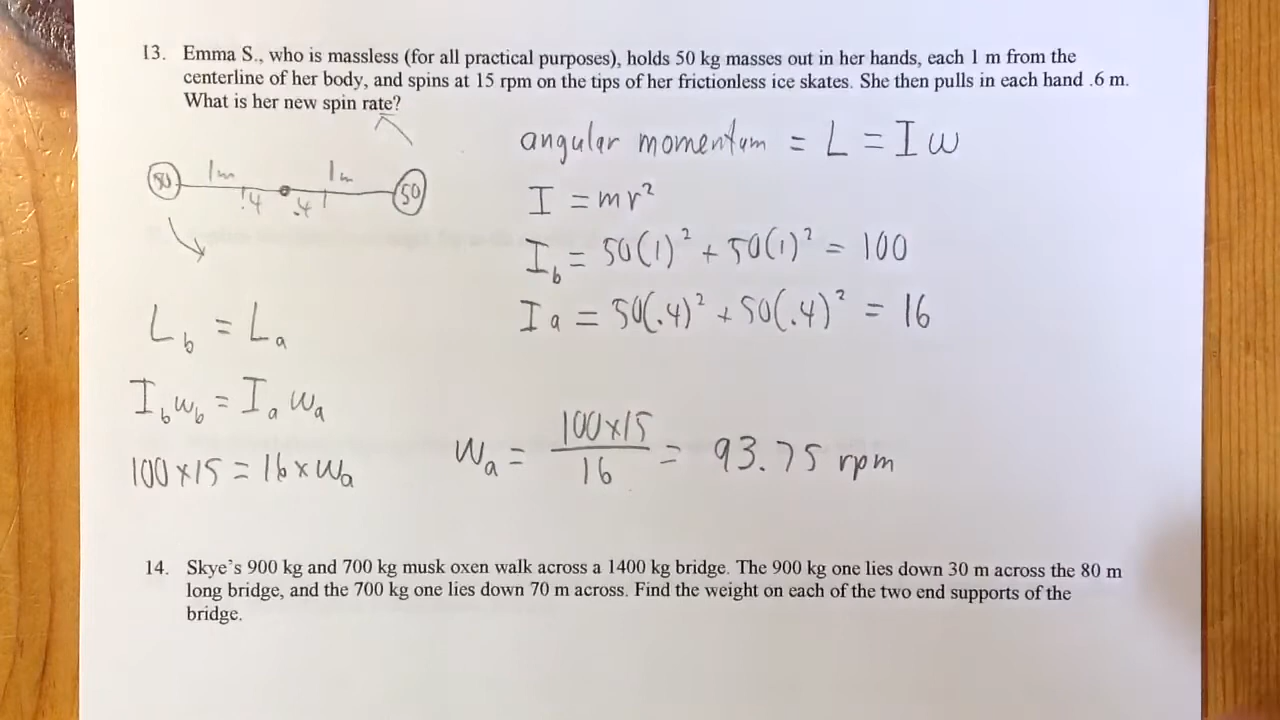 13. Emma S., who is massless (for all practical purposes), holds 50 kg masses out in her hands, each 1 m from the
centerline of her body, and spins at 15 rpm on the tips of her frictionless ice skates. She then pulls in each hand .6 m.
What is her new spin rate?
angular momentum = L = I ω
1m 1m
50 .4 .4 50
I = mr²
I_b = 50(1)² + 50(1)² = 100
I a = 50(.4)² + 50(.4)² = 16
L_b = L_a
I_b ω_b = I_a ω_a
100×15 = 16×ω_a
ω_a = 100×15 / 16 = 93.75 rpm
14. Skye's 900 kg and 700 kg musk oxen walk across a 1400 kg bridge. The 900 kg one lies down 30 m across the 80 m
long bridge, and the 700 kg one lies down 70 m across. Find the weight on each of the two end supports of the
bridge.